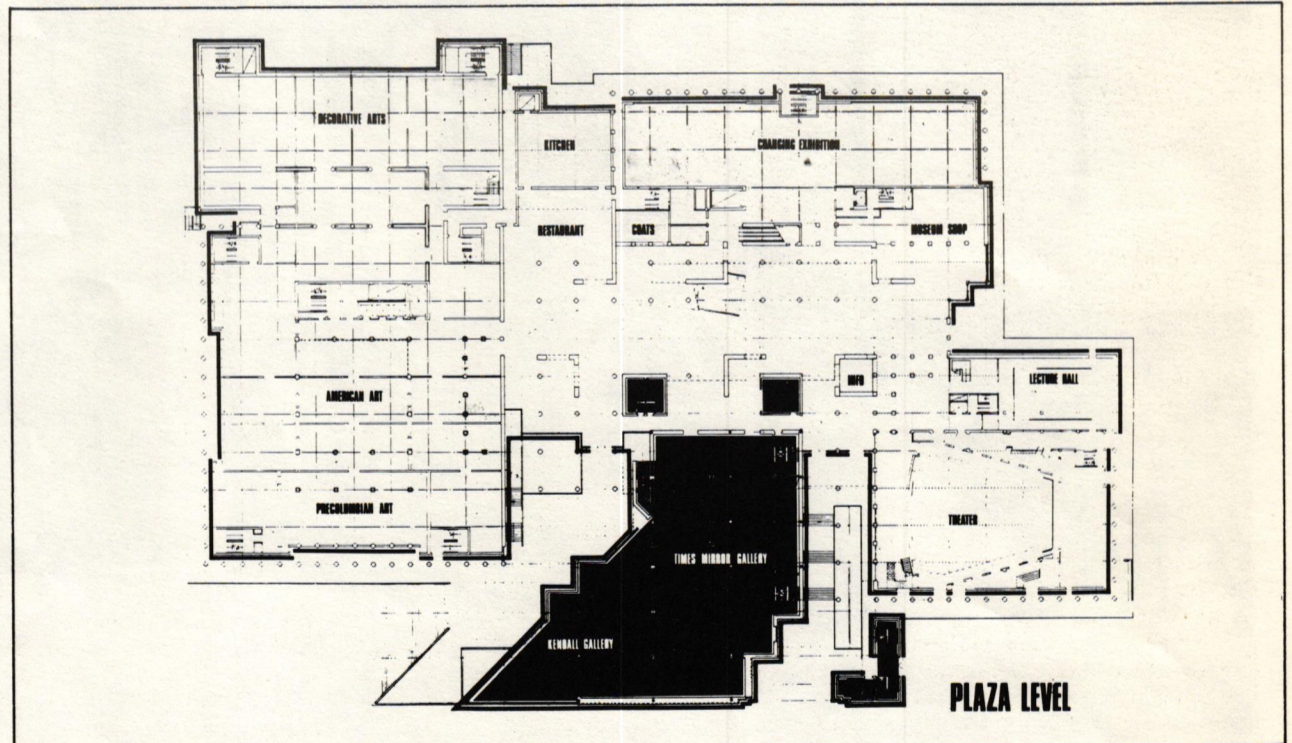 DECORATIVE ARTS
KITCHEN
CHANGING EXHIBITION
RESTAURANT
COATS
MUSEUM SHOP
AMERICAN ART
INFO
LECTURE HALL
PRECOLUMBIAN ART
TIMES MIRROR GALLERY
THEATER
KENDALL GALLERY
PLAZA LEVEL